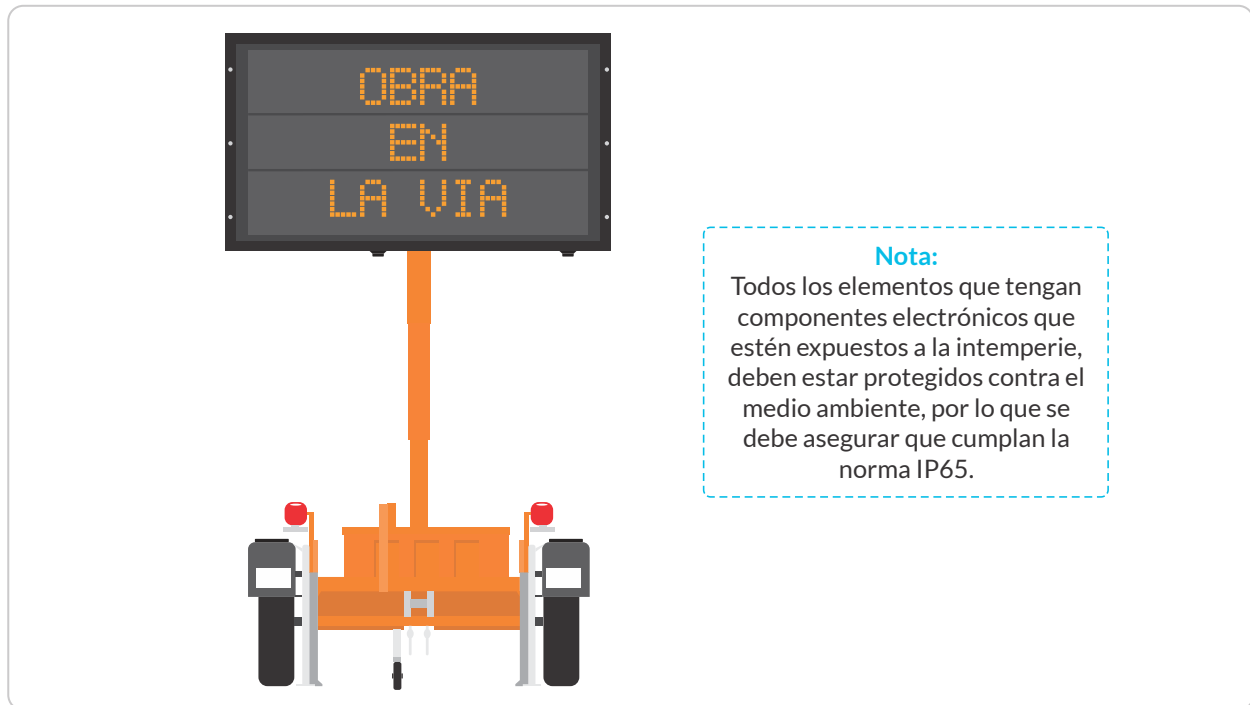 OBRA
EN
LA VIA
Nota:
Todos los elementos que tengan
componentes electrónicos que
estén expuestos a la intemperie,
deben estar protegidos contra el
medio ambiente, por lo que se
debe asegurar que cumplan la
norma IP65.